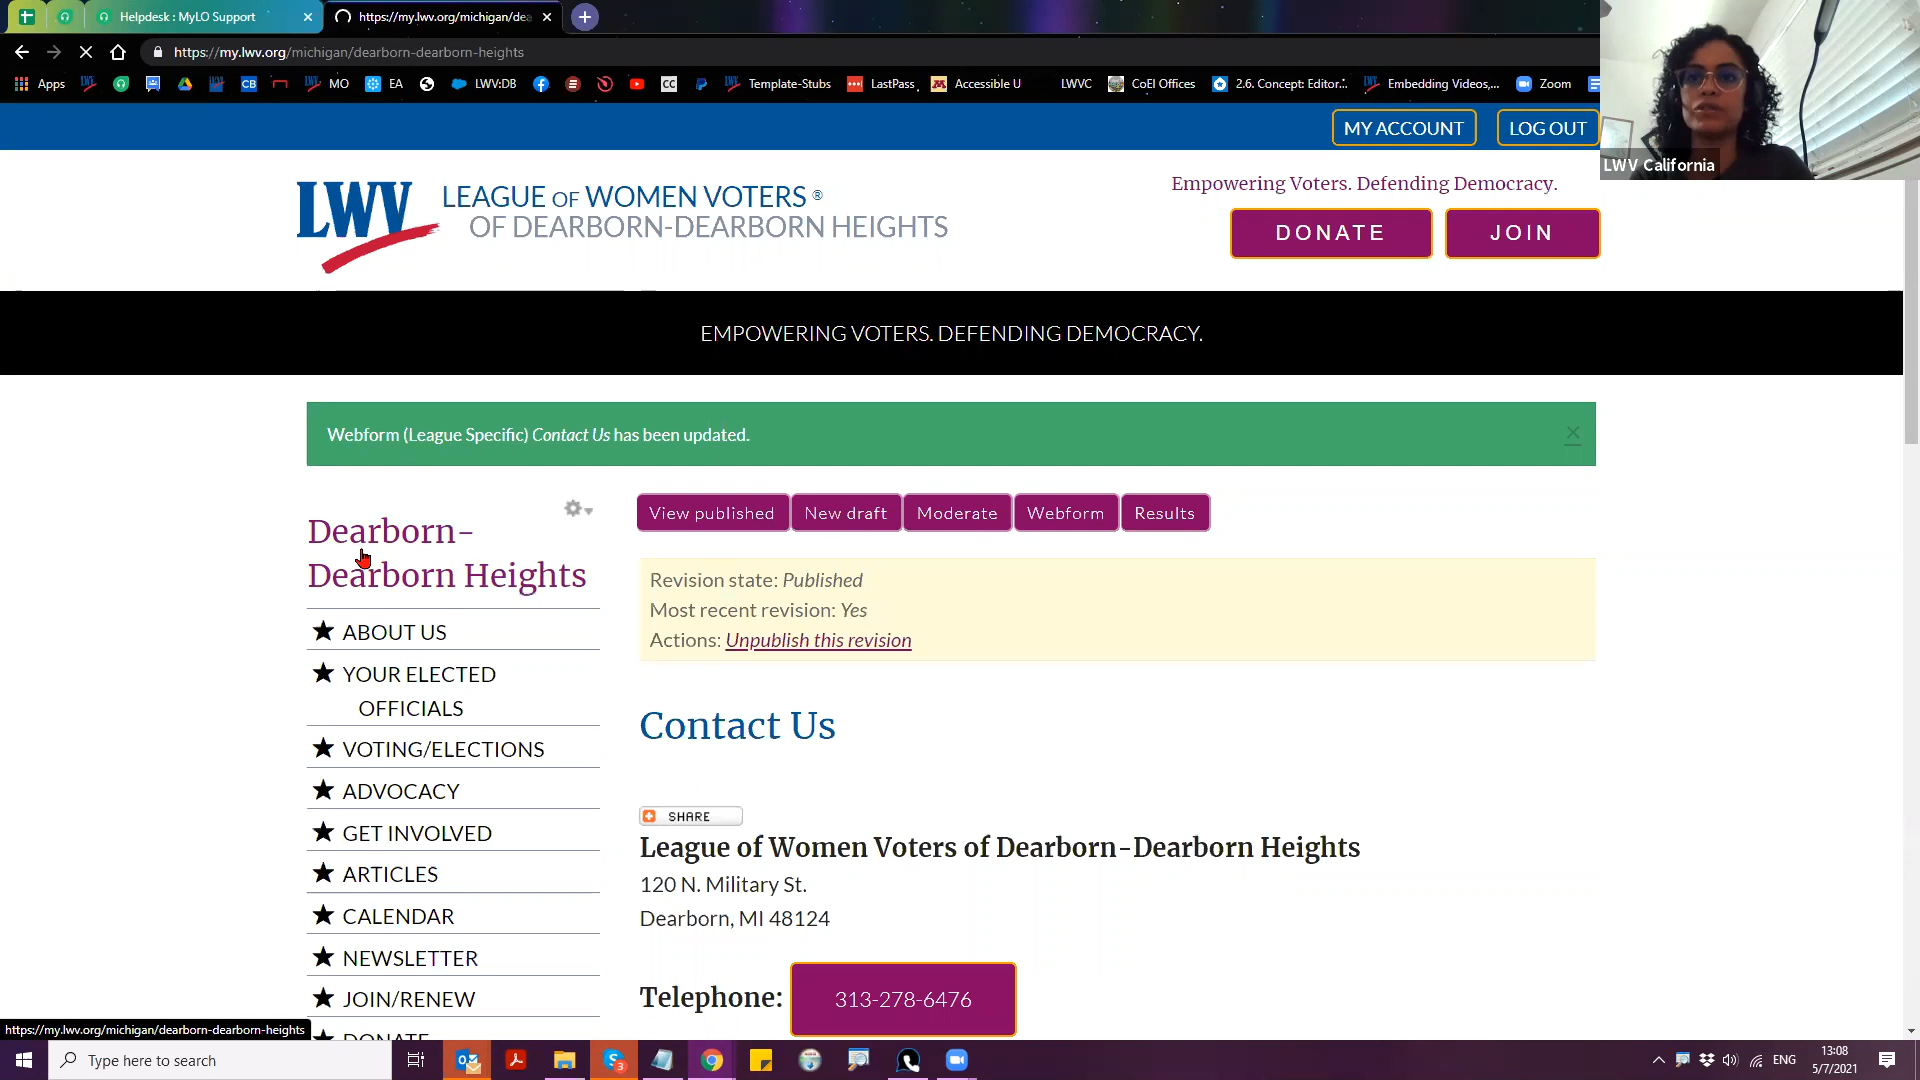 Helpdesk : MyLO Support
https://my.lwv.org/michigan/dea
https://my.lwv.org/michigan/dearborn-dearborn-heights
Apps
CB
MO
EA
LWV:DB
CC
Template-Stubs
LastPass
Accessible U
LWVC
CoEI Offices
2.6. Concept: Editor...
Embedding Videos,...
Zoom
MY ACCOUNT
LOG OUT
LWV California
LWV
LEAGUE OF WOMEN VOTERS ®
OF DEARBORN-DEARBORN HEIGHTS
Empowering Voters. Defending Democracy.
DONATE
JOIN
EMPOWERING VOTERS. DEFENDING DEMOCRACY.
Webform (League Specific) Contact Us has been updated.
Dearborn-
Dearborn Heights
ABOUT US
YOUR ELECTED
OFFICIALS
VOTING/ELECTIONS
ADVOCACY
GET INVOLVED
ARTICLES
CALENDAR
NEWSLETTER
JOIN/RENEW
DONATE
View published
New draft
Moderate
Webform
Results
Revision state: Published
Most recent revision: Yes
Actions: Unpublish this revision
Contact Us
SHARE
League of Women Voters of Dearborn-Dearborn Heights
120 N. Military St.
Dearborn, MI 48124
Telephone: 313-278-6476
https://my.lwv.org/michigan/dearborn-dearborn-heights
Type here to search
ENG
13:08
5/7/2021